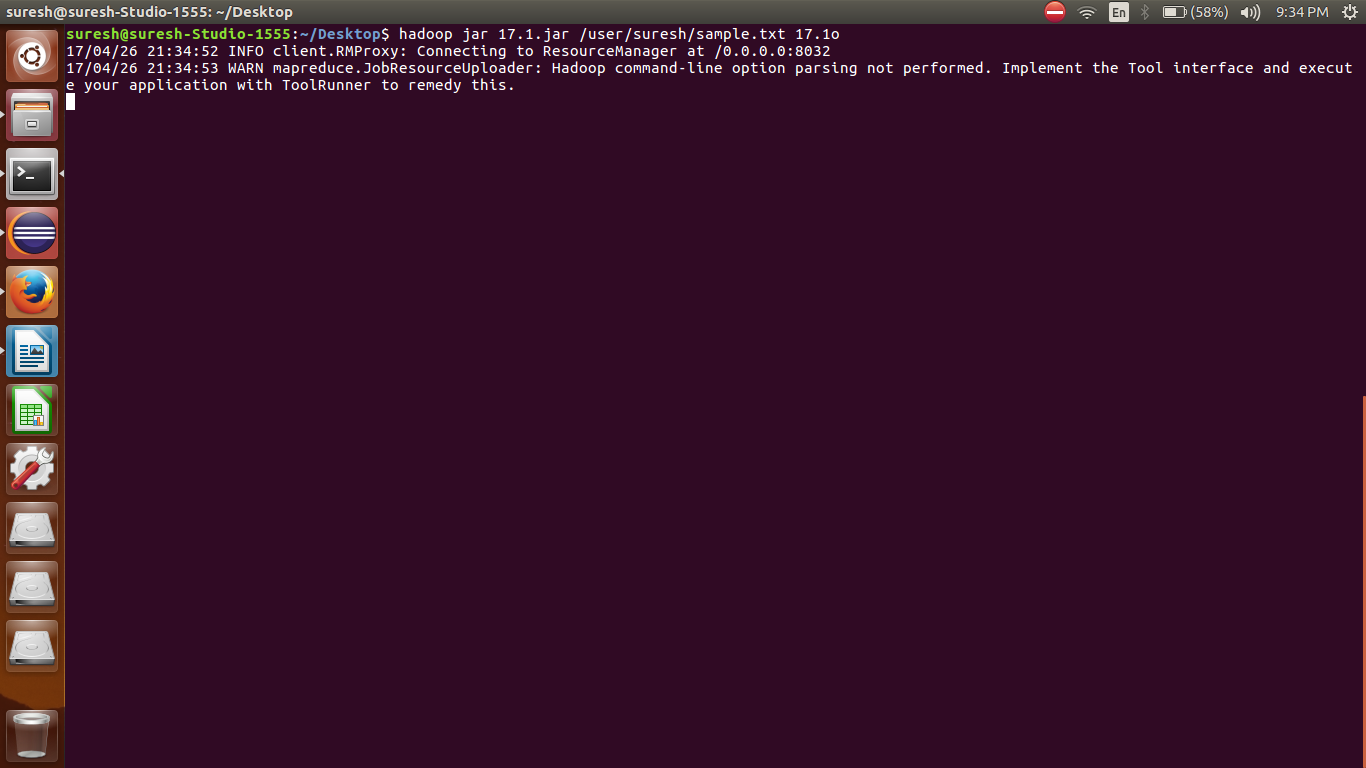 suresh@suresh-Studio-1555: ~/Desktop
En
(58%)
9:34 PM
suresh@suresh-Studio-1555:~/Desktop$ hadoop jar 17.1.jar /user/suresh/sample.txt 17.1o
17/04/26 21:34:52 INFO client.RMProxy: Connecting to ResourceManager at /0.0.0.0:8032
17/04/26 21:34:53 WARN mapreduce.JobResourceUploader: Hadoop command-line option parsing not performed. Implement the Tool interface and execut
e your application with ToolRunner to remedy this.